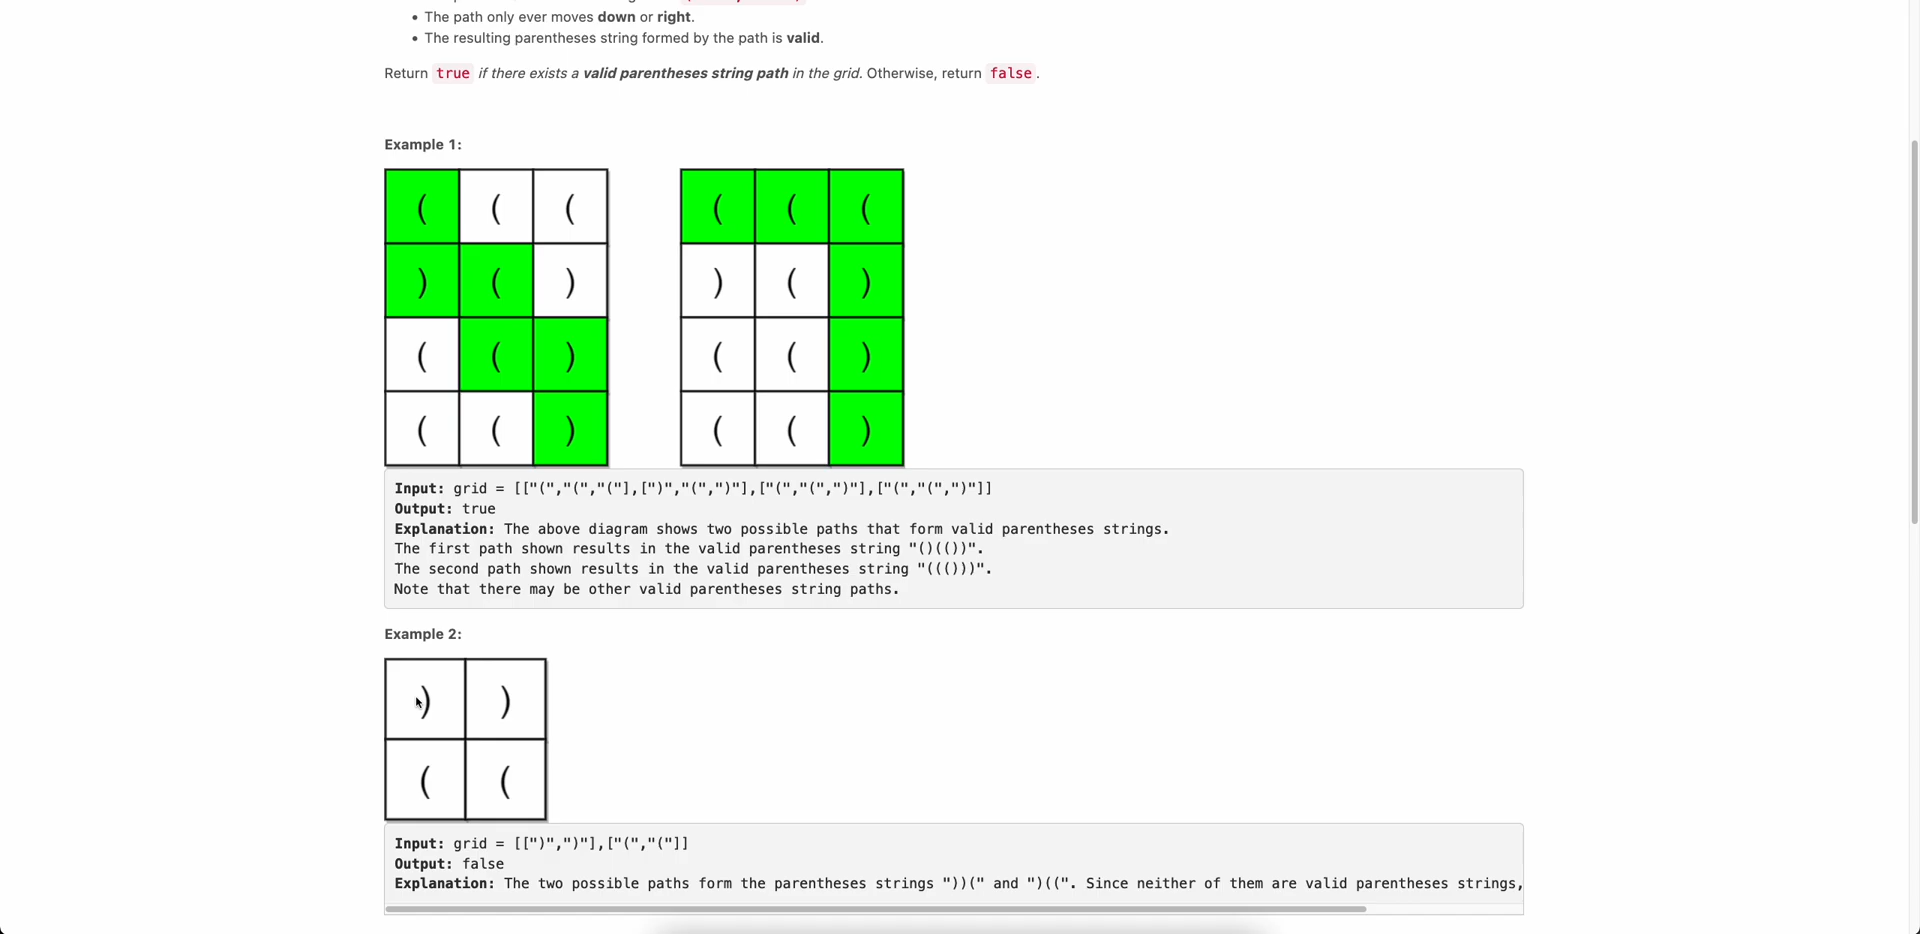 The path only ever moves down or right.
The resulting parentheses string formed by the path is valid.
Return true if there exists a valid parentheses string path in the grid. Otherwise, return false.
Example 1:
( ( ( ( ( (
) ( ) ) ( )
( ( ) ( ( )
( ( ) ( ( )
Input: grid = [["(","(","("],[")","(",")"],["(","(",")"],["(","(",")"]]
Output: true
Explanation: The above diagram shows two possible paths that form valid parentheses strings.
The first path shown results in the valid parentheses string "()(())".
The second path shown results in the valid parentheses string "((()))".
Note that there may be other valid parentheses string paths.
Example 2:
) )
( (
Input: grid = [[")",")"],["(","("]]
Output: false
Explanation: The two possible paths form the parentheses strings "))(" and ")((". Since neither of them are valid parentheses strings,